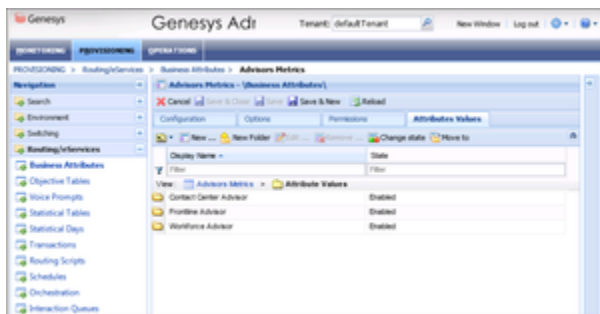 Genesys
Genesys Adr
Tenant: defaultTenant
New Window | Log out
MONITORING PROVISIONING OPERATIONS
PROVISIONING > Routing/eServices > Business Attributes > Advisors Metrics
Navigation
Advisors Metrics - \Business Attributes\
Search
Cancel Save & Close Save Save & New Reload
Environment
Configuration Options Permissions Attributes Values
Switching
New ... New Folder Edit ... Remove ... Change state Move to
Routing/eServices
Display Name State
Business Attributes
Filter Filter
Objective Tables
View : Advisors Metrics > Attribute Values
Voice Prompts
Contact Center Advisor Enabled
Statistical Tables
Frontline Advisor Enabled
Statistical Days
Workforce Advisor Enabled
Transactions
Routing Scripts
Schedules
Orchestration
Interaction Queues